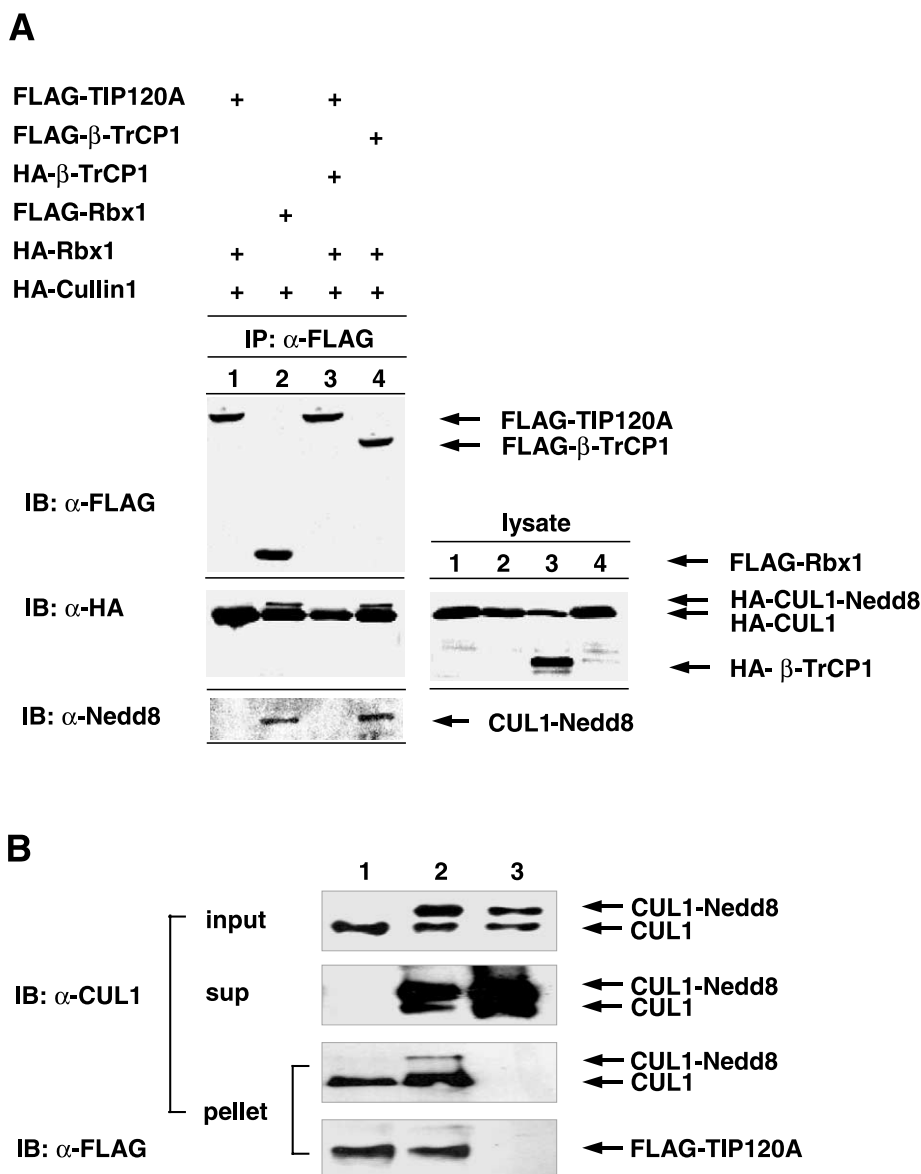 A
FLAG-TIP120A + +
FLAG-β-TrCP1 +
HA-β-TrCP1 +
FLAG-Rbx1 +
HA-Rbx1 + + +
HA-Cullin1 + + + +
IP: α-FLAG
1 2 3 4
FLAG-TIP120A
FLAG-β-TrCP1
IB: α-FLAG
lysate
1 2 3 4
FLAG-Rbx1
IB: α-HA
HA-CUL1-Nedd8
HA-CUL1
HA- β-TrCP1
IB: α-Nedd8
CUL1-Nedd8
B
1 2 3
input
CUL1-Nedd8
CUL1
IB: α-CUL1
sup
CUL1-Nedd8
CUL1
CUL1-Nedd8
CUL1
pellet
IB: α-FLAG
FLAG-TIP120A